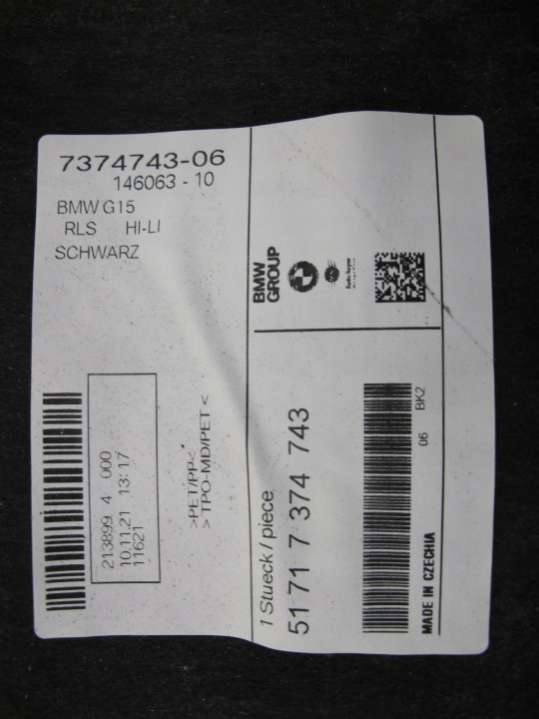 7374743-06
146063 - 10
BMW G15
RLS HI-LI
SCHWARZ
213899 4 000
10.11.21 13:17
11621
>PET/PP<*
>TPO-MD/PET<
BMW
GROUP
1 Stueck / piece
51 71 7 374 743
06 BK2
MADE IN CZECHIA